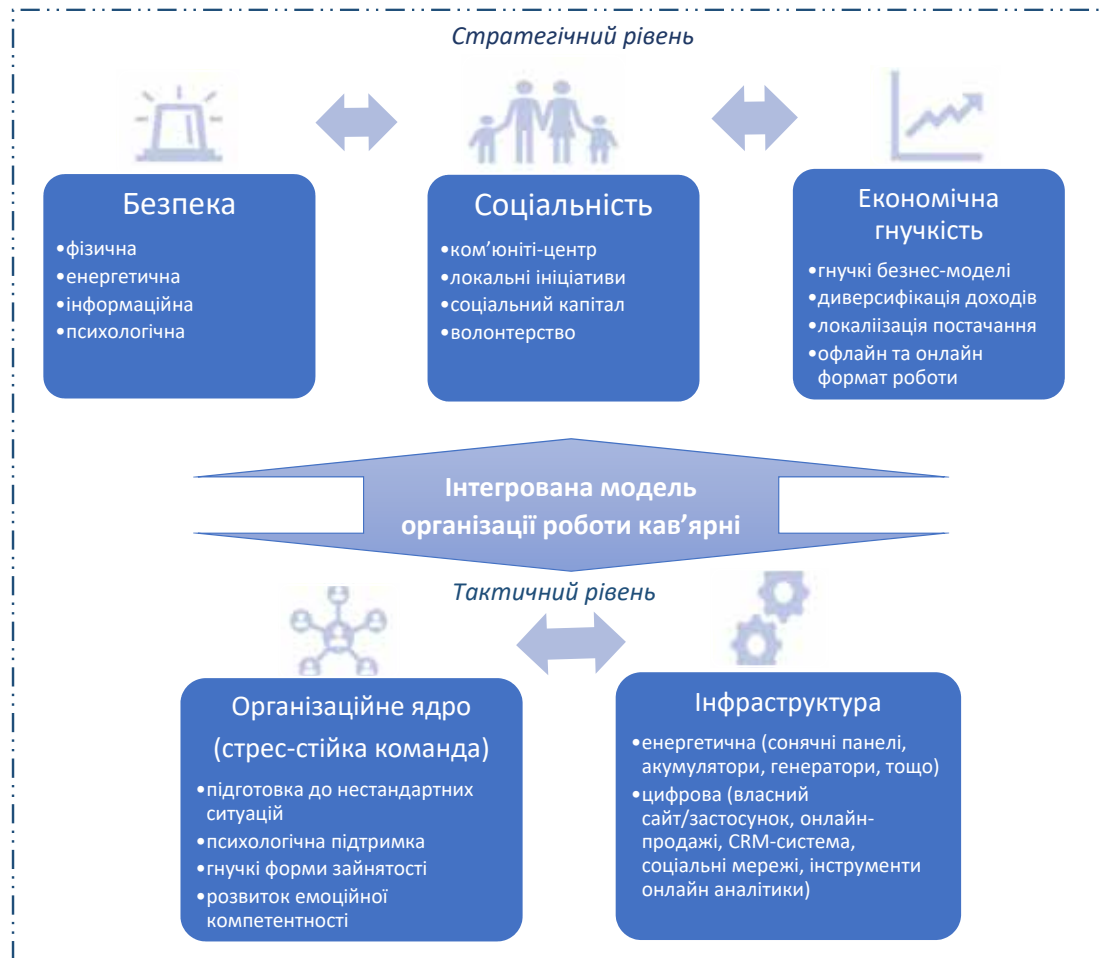 Стратегічний рівень
Безпека
•фізична
•енергетична
•інформаційна
•психологічна
Соціальність
•ком’юніті-центр
•локальні ініціативи
•соціальний капітал
•волонтерство
Економічна
гнучкість
•гнучкі безнес-моделі
•диверсифікація доходів
•локаліізація постачання
•офлайн та онлайн
формат роботи
Інтегрована модель
організації роботи кав’ярні
Тактичний рівень
Організаційне ядро
(стрес-стійка команда)
•підготовка до нестандартних
ситуацій
•психологічна підтримка
•гнучкі форми зайнятості
•розвиток емоційної
компетентності
Інфраструктура
•енергетична (сонячні панелі,
акумулятори, генератори, тощо)
•цифрова (власний
сайт/застосунок, онлайн-
продажі, CRM-система,
соціальні мережі, інструменти
онлайн аналітики)